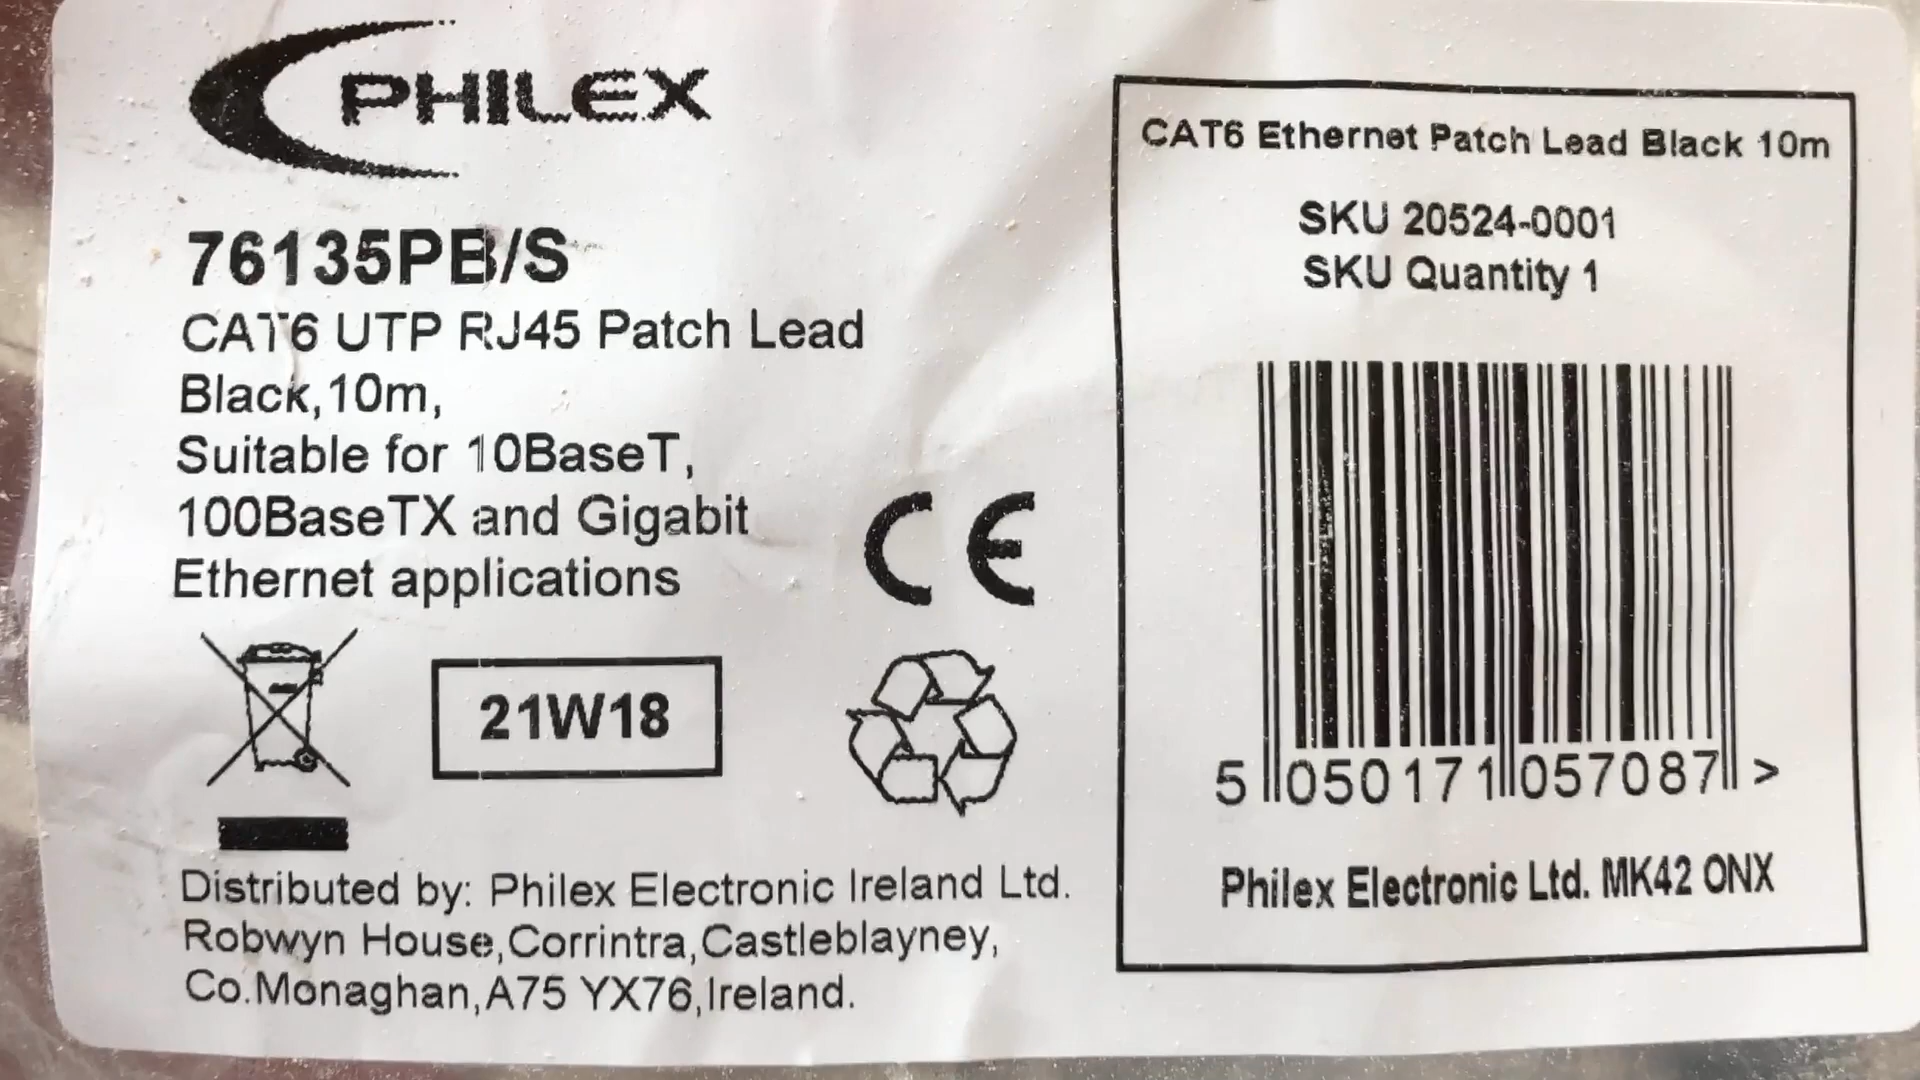 PHILEX
76135PB/S
CAT6 UTP RJ45 Patch Lead
Black,10m,
Suitable for 10BaseT,
100BaseTX and Gigabit
Ethernet applications
CE
21W18
Distributed by: Philex Electronic Ireland Ltd.
Robwyn House,Corrintra,Castleblayney,
Co.Monaghan,A75 YX76,Ireland.
CAT6 Ethernet Patch Lead Black 10m
SKU 20524-0001
SKU Quantity 1
5 050171 057087 >
Philex Electronic Ltd. MK42 0NX